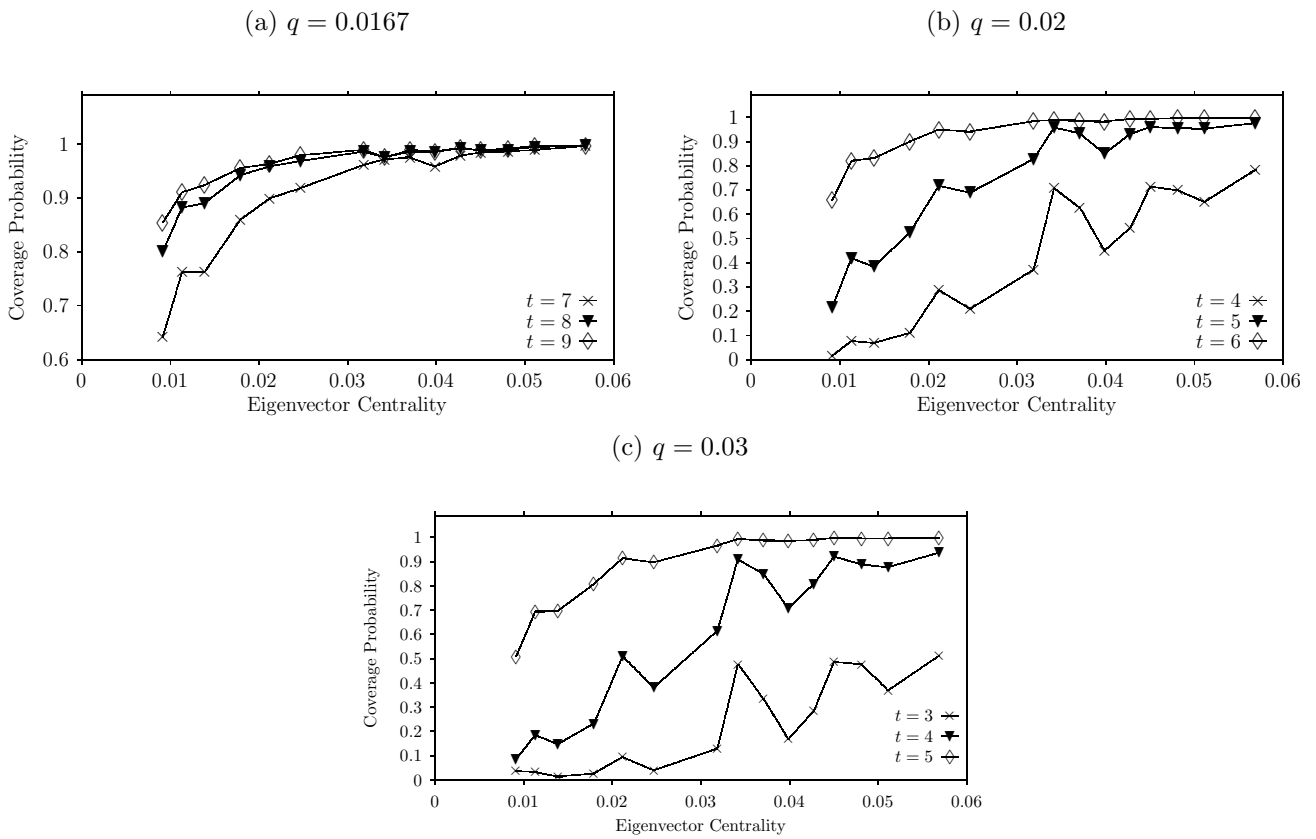 (a) q = 0.0167
Coverage Probability
1
0.9
0.8
0.7
0.6
0 0.01 0.02 0.03 0.04 0.05 0.06
Eigenvector Centrality
t = 7
t = 8
t = 9
(b) q = 0.02
Coverage Probability
1
0.9
0.8
0.7
0.6
0.5
0.4
0.3
0.2
0.1
0
0 0.01 0.02 0.03 0.04 0.05 0.06
Eigenvector Centrality
t = 4
t = 5
t = 6
(c) q = 0.03
Coverage Probability
1
0.9
0.8
0.7
0.6
0.5
0.4
0.3
0.2
0.1
0
0 0.01 0.02 0.03 0.04 0.05 0.06
Eigenvector Centrality
t = 3
t = 4
t = 5